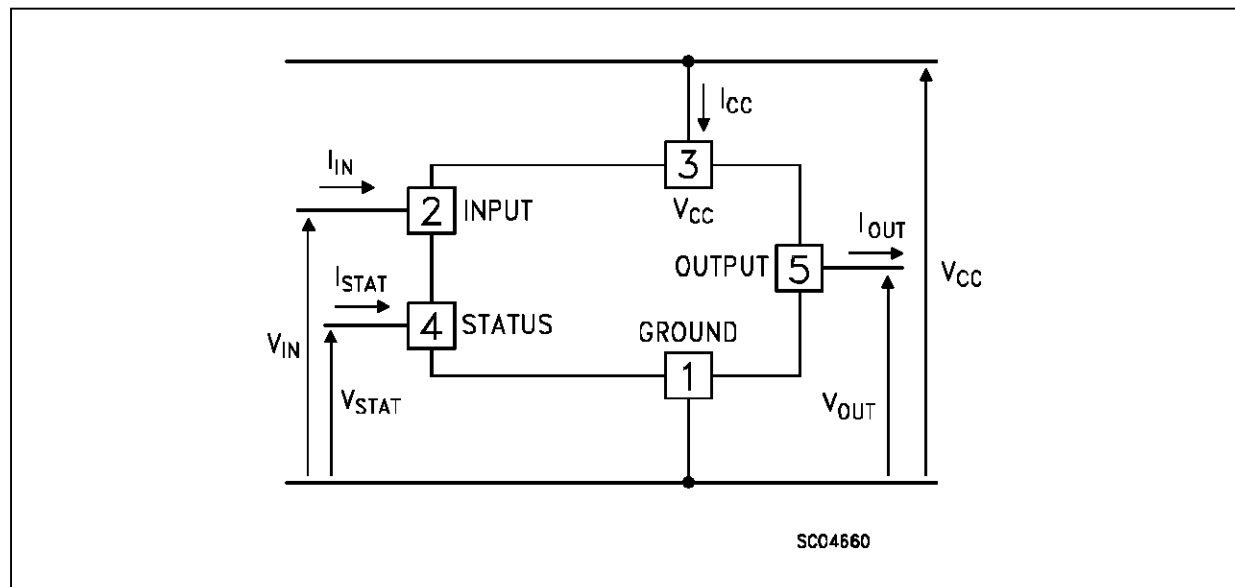 I_CC
I_IN
3
2 INPUT
V_CC
I_OUT
OUTPUT 5
V_CC
I_STAT
4 STATUS
GROUND
V_IN
1
V_STAT
V_OUT
SC04660